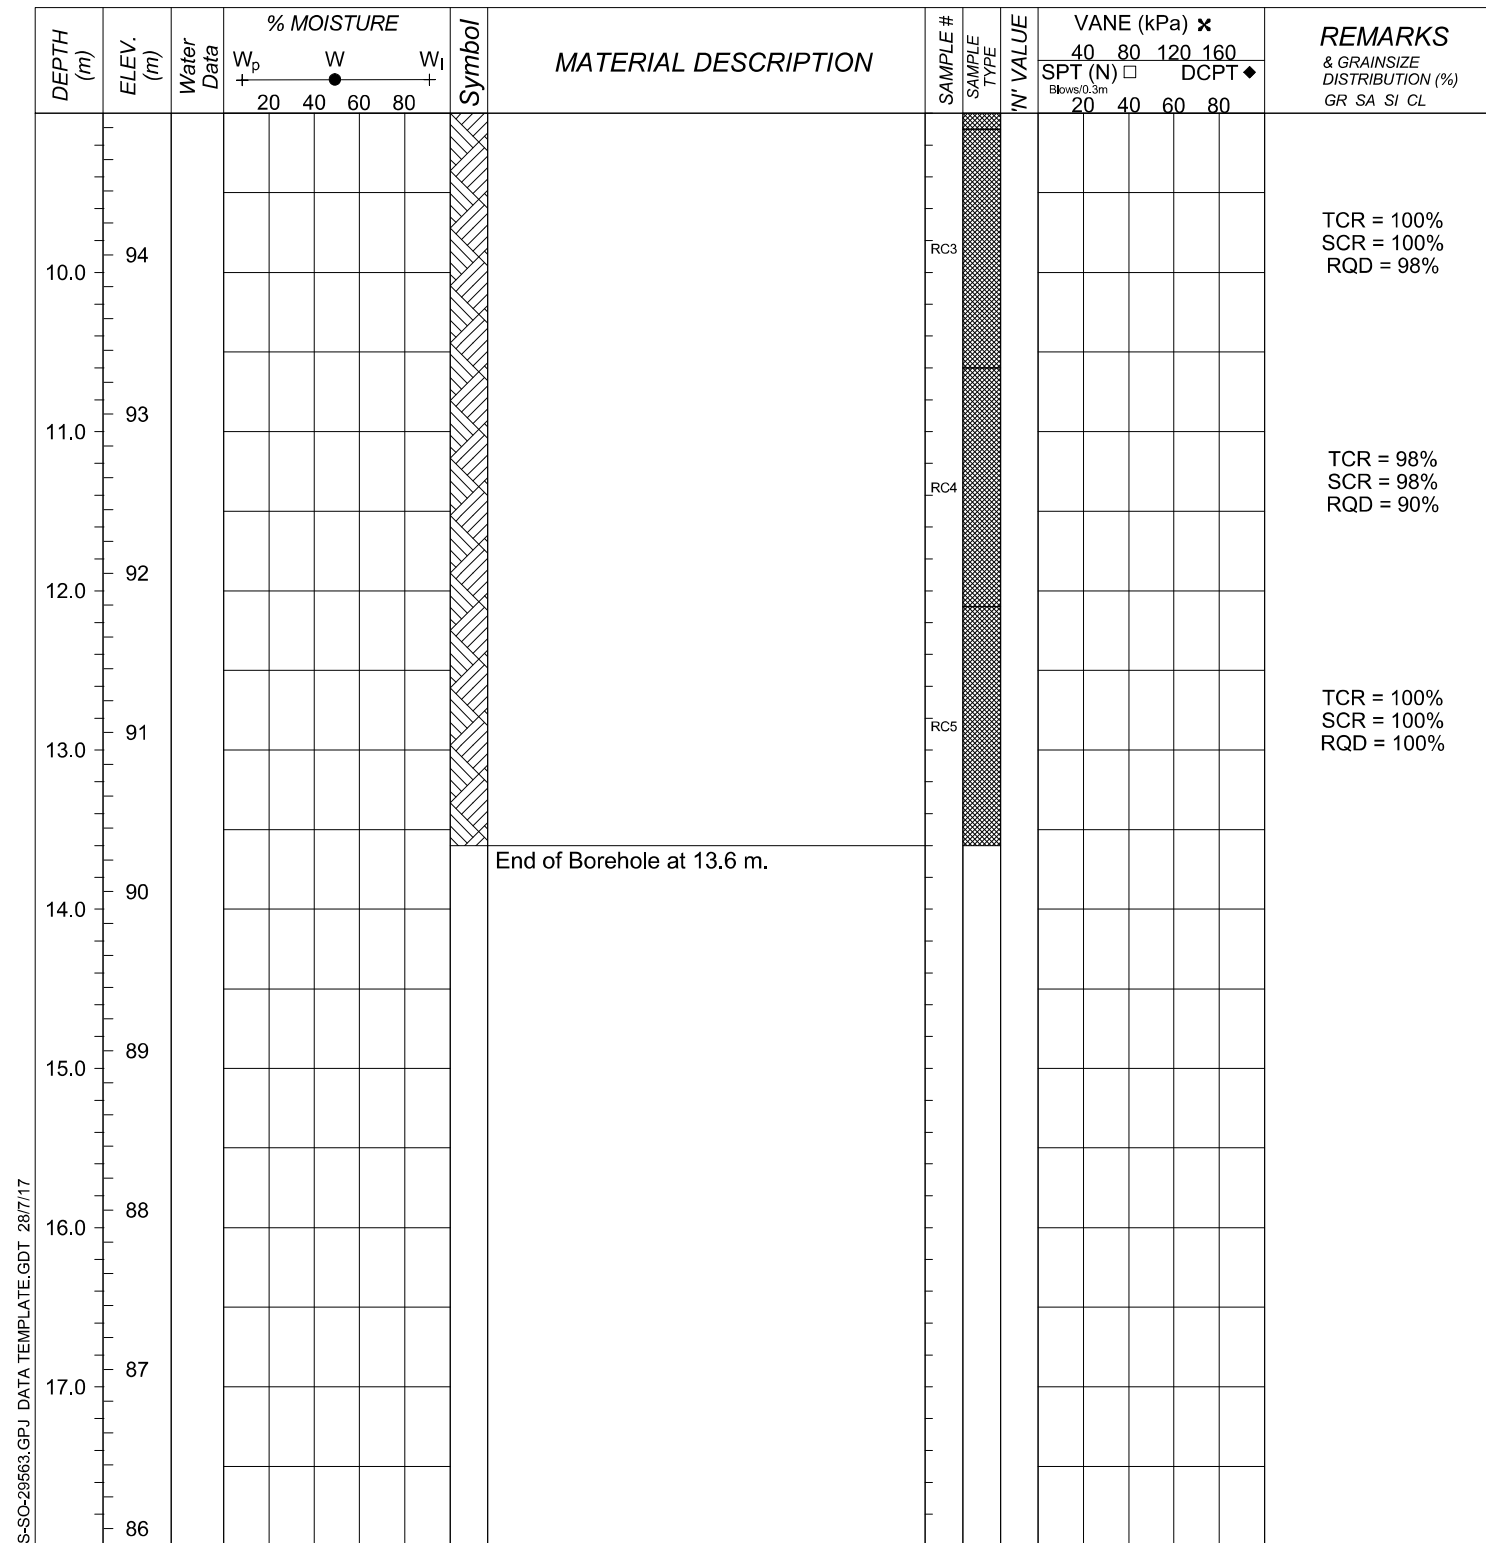 DEPTH (m)
ELEV. (m)
Water Data
% MOISTURE
Wp W Wl
20 40 60 80
Symbol
MATERIAL DESCRIPTION
SAMPLE #
SAMPLE TYPE
'N' VALUE
VANE (kPa)
40 80 120 160
SPT (N) □ DCPT ◆
Blows/0.3m
20 40 60 80
REMARKS
& GRAINSIZE
DISTRIBUTION (%)
GR SA SI CL
TCR = 100%
RC3 SCR = 100%
94
RQD = 98%
10.0
93
11.0
TCR = 98%
RC4 SCR = 98%
RQD = 90%
92
12.0
TCR = 100%
RC5 SCR = 100%
91
RQD = 100%
13.0
End of Borehole at 13.6 m.
90
14.0
89
15.0
88
16.0
87
17.0
86
S-SO-29563.GPJ DATA TEMPLATE.GDT 28/7/17